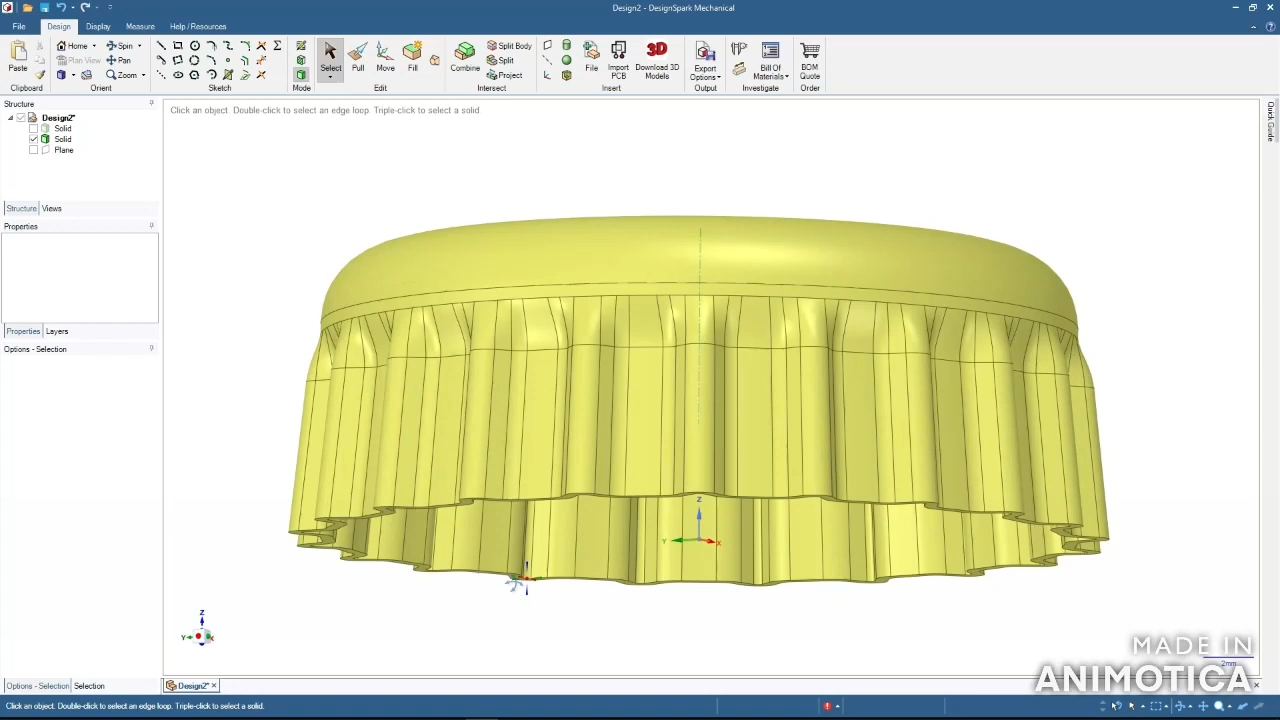 Design2 - DesignSpark Mechanical
File Design Display Measure Help / Resources
Paste Home Spin Plan View Pan Zoom
Select Pull Move Fill
Combine Split Body Split Project
File Import PCB Download 3D Models
Export Options Bill Of Materials BOM Quote
Clipboard Orient Sketch Mode Edit Intersect Insert Output Investigate Order
Structure
Design2*
Solid
Solid
Plane
Structure Views
Properties
Properties Layers
Options - Selection
Click an object. Double-click to select an edge loop. Triple-click to select a solid.
Quick Guide
Z
Y X
Z
Y X
MADE IN
ANIMOTICA
2mm
Options - Selection Selection
Design2*
Click an object. Double-click to select an edge loop. Triple-click to select a solid.